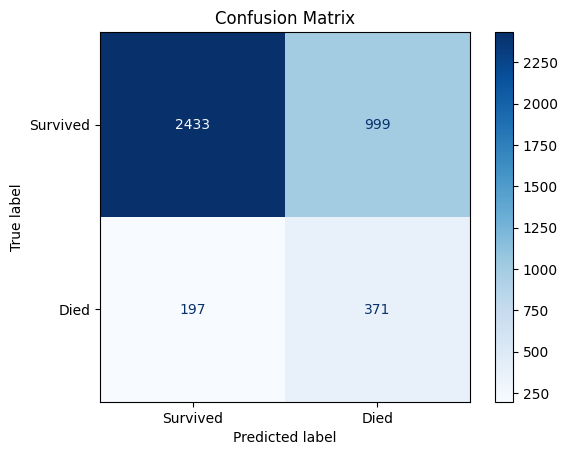 Confusion Matrix
Survived
2433
999
Died
197
371
Survived
Died
Predicted label
True label
2250
2000
1750
1500
1250
1000
750
500
250